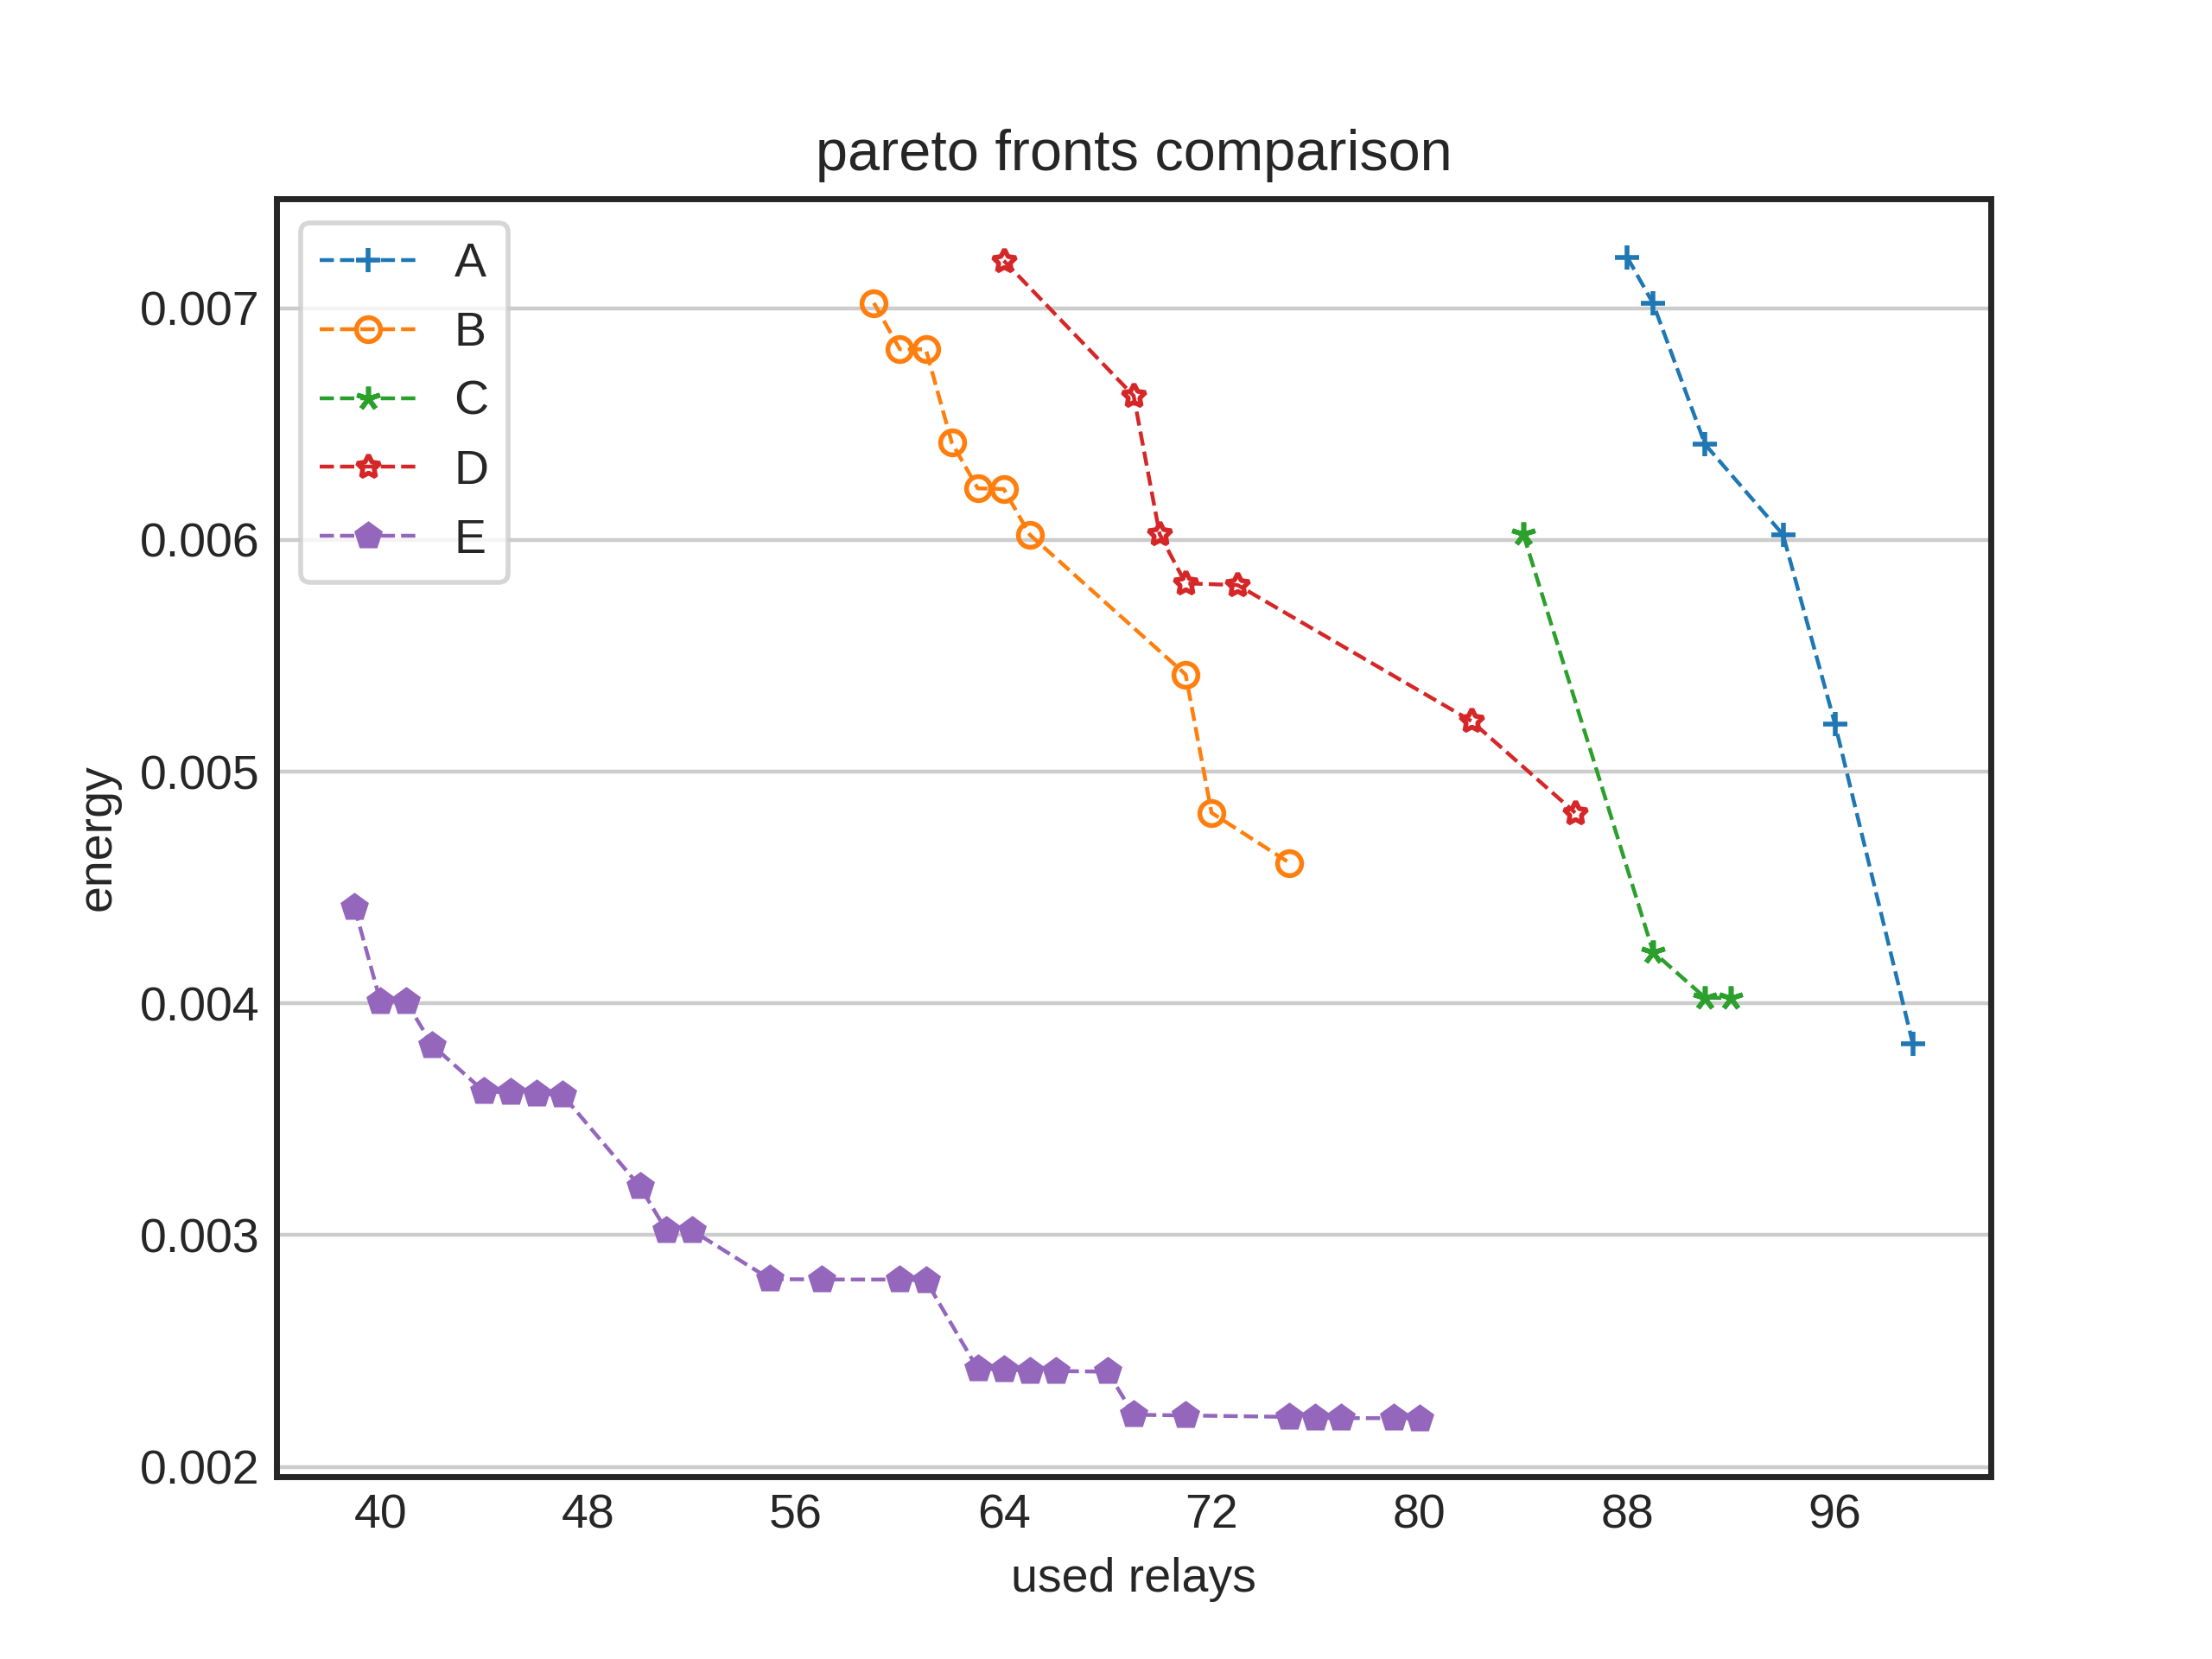 pareto fronts comparison
A
B
C
D
E
0.007
0.006
0.005
0.004
0.003
0.002
energy
40 48 56 64 72 80 88 96
used relays